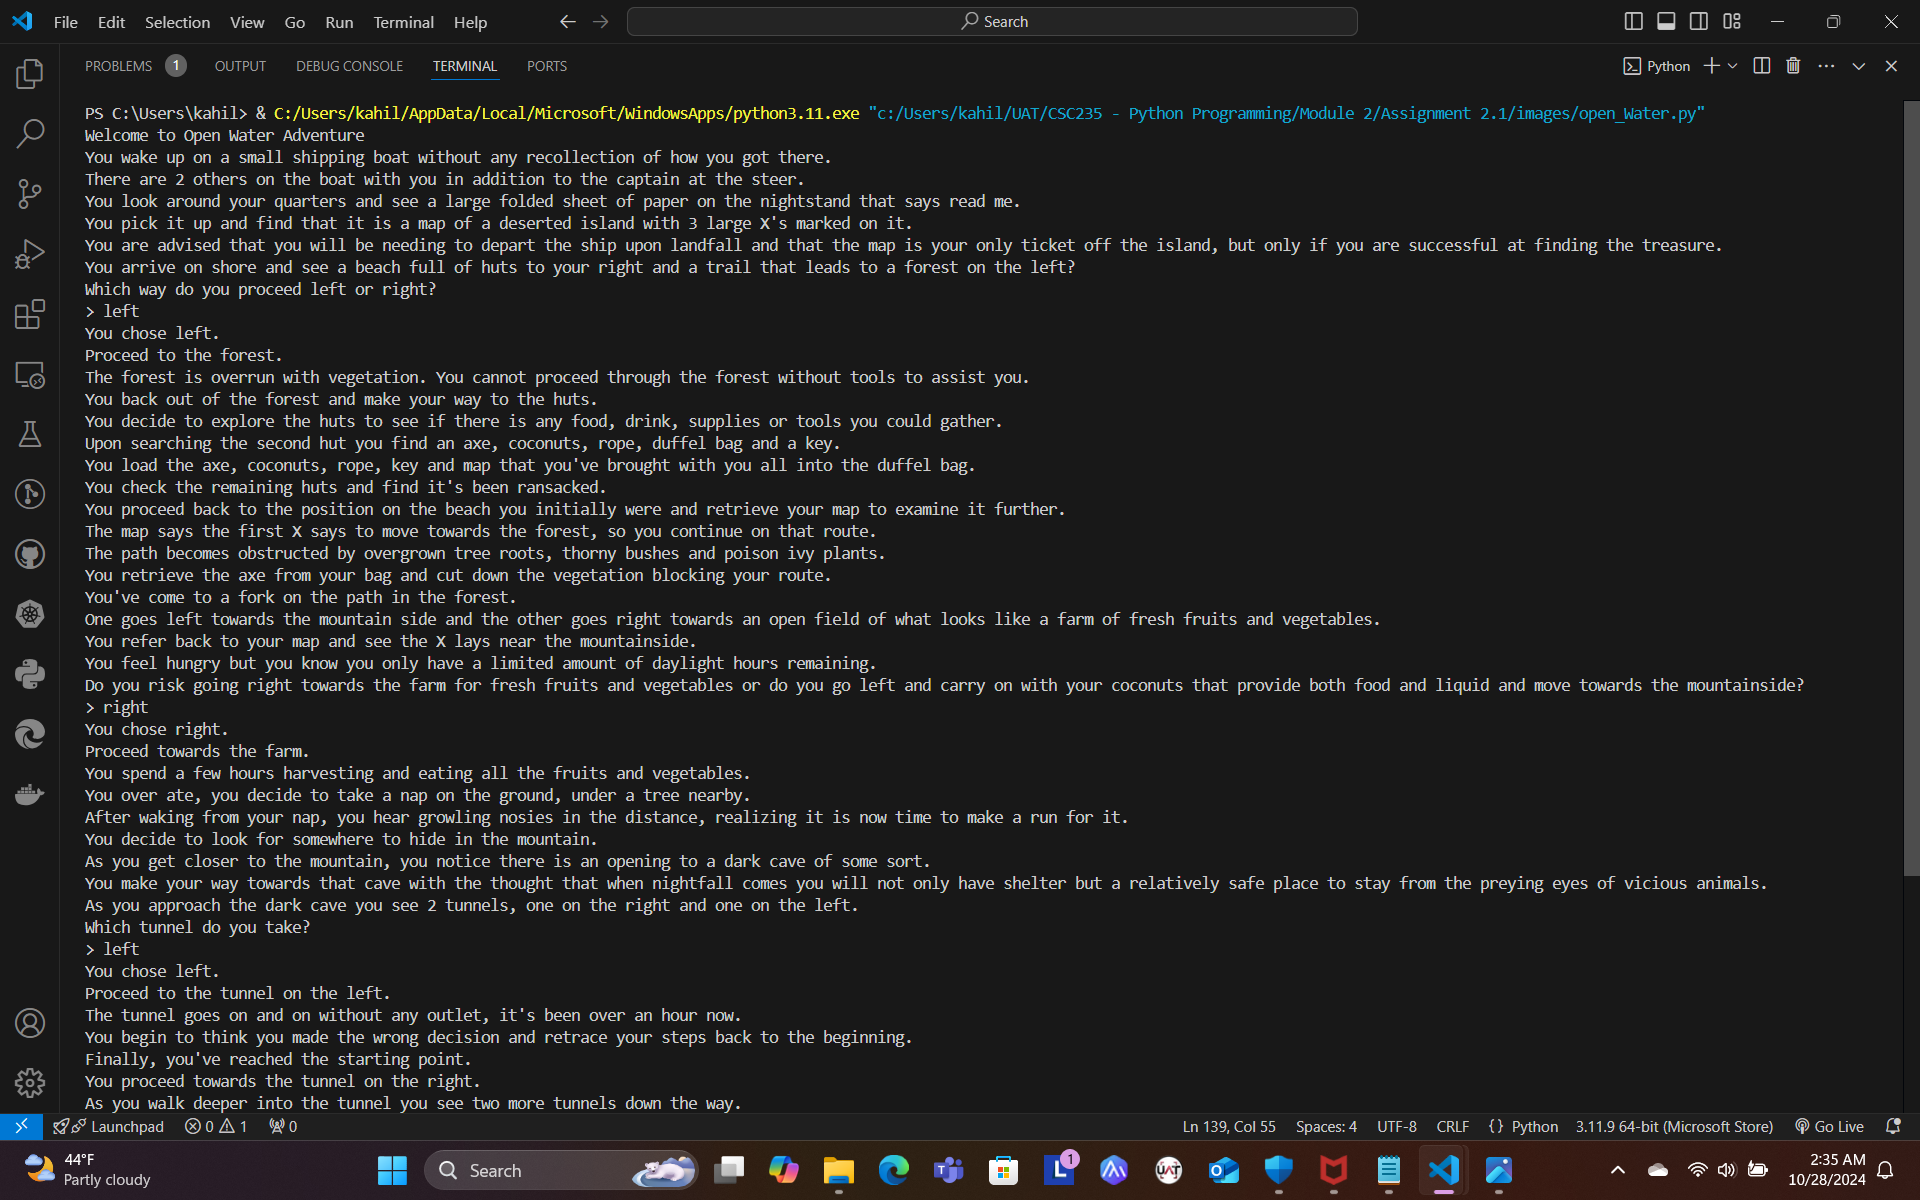 File Edit Selection View Go Run Terminal Help Search
PROBLEMS 1 OUTPUT DEBUG CONSOLE TERMINAL PORTS Python
PS C:\Users\kahil> & C:/Users/kahil/AppData/Local/Microsoft/WindowsApps/python3.11.exe "c:/Users/kahil/UAT/CSC235 - Python Programming/Module 2/Assignment 2.1/images/open_Water.py"
Welcome to Open Water Adventure
You wake up on a small shipping boat without any recollection of how you got there.
There are 2 others on the boat with you in addition to the captain at the steer.
You look around your quarters and see a large folded sheet of paper on the nightstand that says read me.
You pick it up and find that it is a map of a deserted island with 3 large X's marked on it.
You are advised that you will be needing to depart the ship upon landfall and that the map is your only ticket off the island, but only if you are successful at finding the treasure.
You arrive on shore and see a beach full of huts to your right and a trail that leads to a forest on the left?
Which way do you proceed left or right?
> left
You chose left.
Proceed to the forest.
The forest is overrun with vegetation. You cannot proceed through the forest without tools to assist you.
You back out of the forest and make your way to the huts.
You decide to explore the huts to see if there is any food, drink, supplies or tools you could gather.
Upon searching the second hut you find an axe, coconuts, rope, duffel bag and a key.
You load the axe, coconuts, rope, key and map that you've brought with you all into the duffel bag.
You check the remaining huts and find it's been ransacked.
You proceed back to the position on the beach you initially were and retrieve your map to examine it further.
The map says the first X says to move towards the forest, so you continue on that route.
The path becomes obstructed by overgrown tree roots, thorny bushes and poison ivy plants.
You retrieve the axe from your bag and cut down the vegetation blocking your route.
You've come to a fork on the path in the forest.
One goes left towards the mountain side and the other goes right towards an open field of what looks like a farm of fresh fruits and vegetables.
You refer back to your map and see the X lays near the mountainside.
You feel hungry but you know you only have a limited amount of daylight hours remaining.
Do you risk going right towards the farm for fresh fruits and vegetables or do you go left and carry on with your coconuts that provide both food and liquid and move towards the mountainside?
> right
You chose right.
Proceed towards the farm.
You spend a few hours harvesting and eating all the fruits and vegetables.
You over ate, you decide to take a nap on the ground, under a tree nearby.
After waking from your nap, you hear growling nosies in the distance, realizing it is now time to make a run for it.
You decide to look for somewhere to hide in the mountain.
As you get closer to the mountain, you notice there is an opening to a dark cave of some sort.
You make your way towards that cave with the thought that when nightfall comes you will not only have shelter but a relatively safe place to stay from the preying eyes of vicious animals.
As you approach the dark cave you see 2 tunnels, one on the right and one on the left.
Which tunnel do you take?
> left
You chose left.
Proceed to the tunnel on the left.
The tunnel goes on and on without any outlet, it's been over an hour now.
You begin to think you made the wrong decision and retrace your steps back to the beginning.
Finally, you've reached the starting point.
You proceed towards the tunnel on the right.
As you walk deeper into the tunnel you see two more tunnels down the way.
Launchpad 0 1 0 Ln 139, Col 55 Spaces: 4 UTF-8 CRLF {} Python 3.11.9 64-bit (Microsoft Store) Go Live
44°F
Partly cloudy
Search
L 1
UAT
2:35 AM
10/28/2024